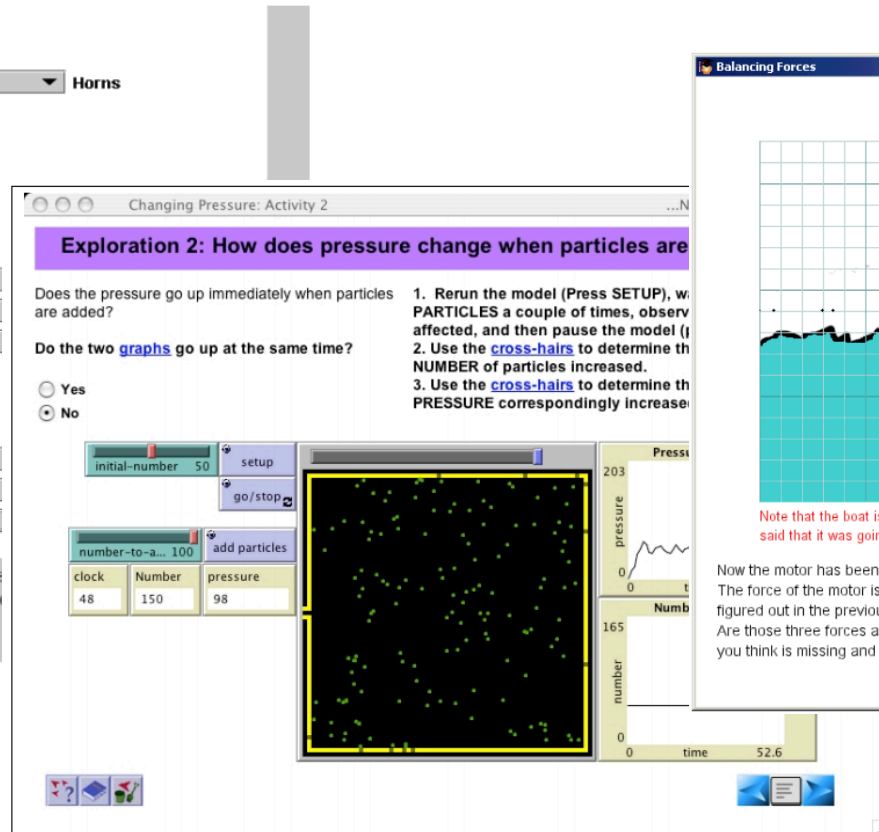 Horns
Balancing Forces
Changing Pressure: Activity 2
...N
Exploration 2: How does pressure change when particles are
Does the pressure go up immediately when particles
are added?
Do the two graphs go up at the same time?
Yes
No
1. Rerun the model (Press SETUP), wa
PARTICLES a couple of times, observ
affected, and then pause the model (
2. Use the cross-hairs to determine th
NUMBER of particles increased.
3. Use the cross-hairs to determine th
PRESSURE correspondingly increase
initial-number 50
setup
go/stop
number-to-a... 100
add particles
clock
48
Number
150
pressure
98
Pressu
203
pressure
0
0
t
Numb
165
number
0
0
time
52.6
Note that the boat is
said that it was goin
Now the motor has been
The force of the motor is
figured out in the previou
Are those three forces a
you think is missing and